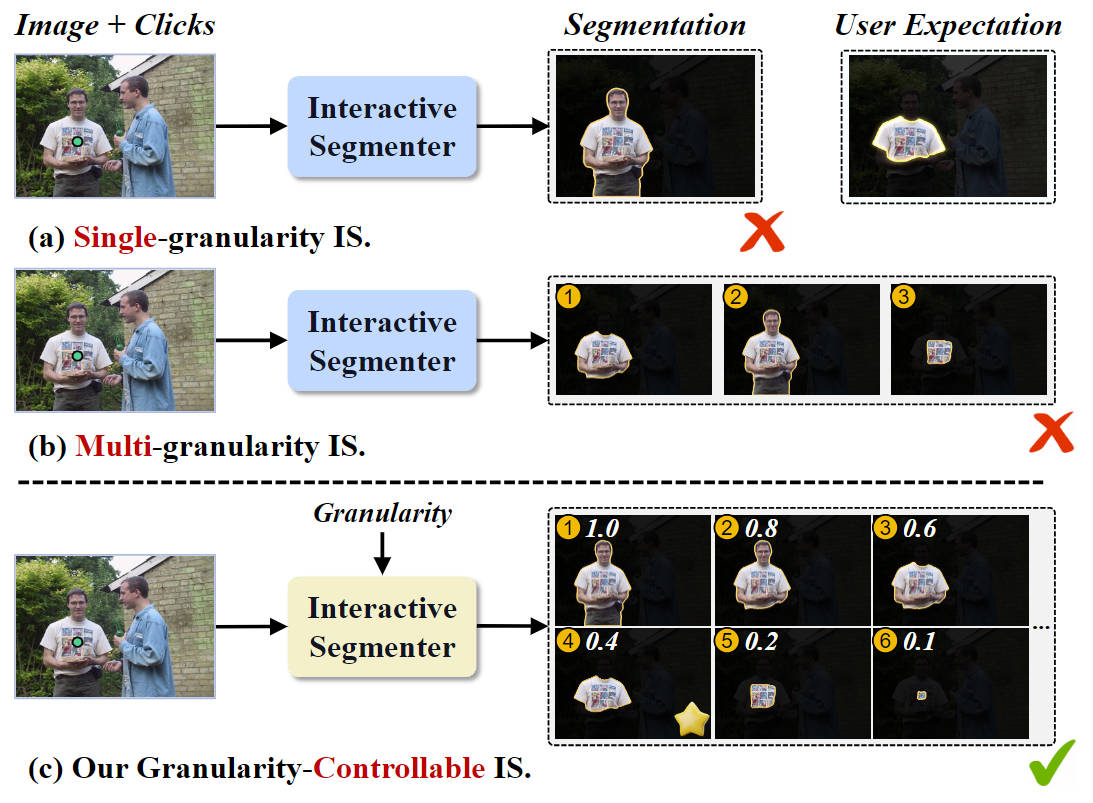 Image + Clicks
Segmentation
User Expectation
Interactive
Segmenter
(a) Single-granularity IS.
Interactive
Segmenter
1
2
3
(b) Multi-granularity IS.
Granularity
Interactive
Segmenter
1 1.0
2 0.8
3 0.6
...
4 0.4
5 0.2
6 0.1
(c) Our Granularity-Controllable IS.